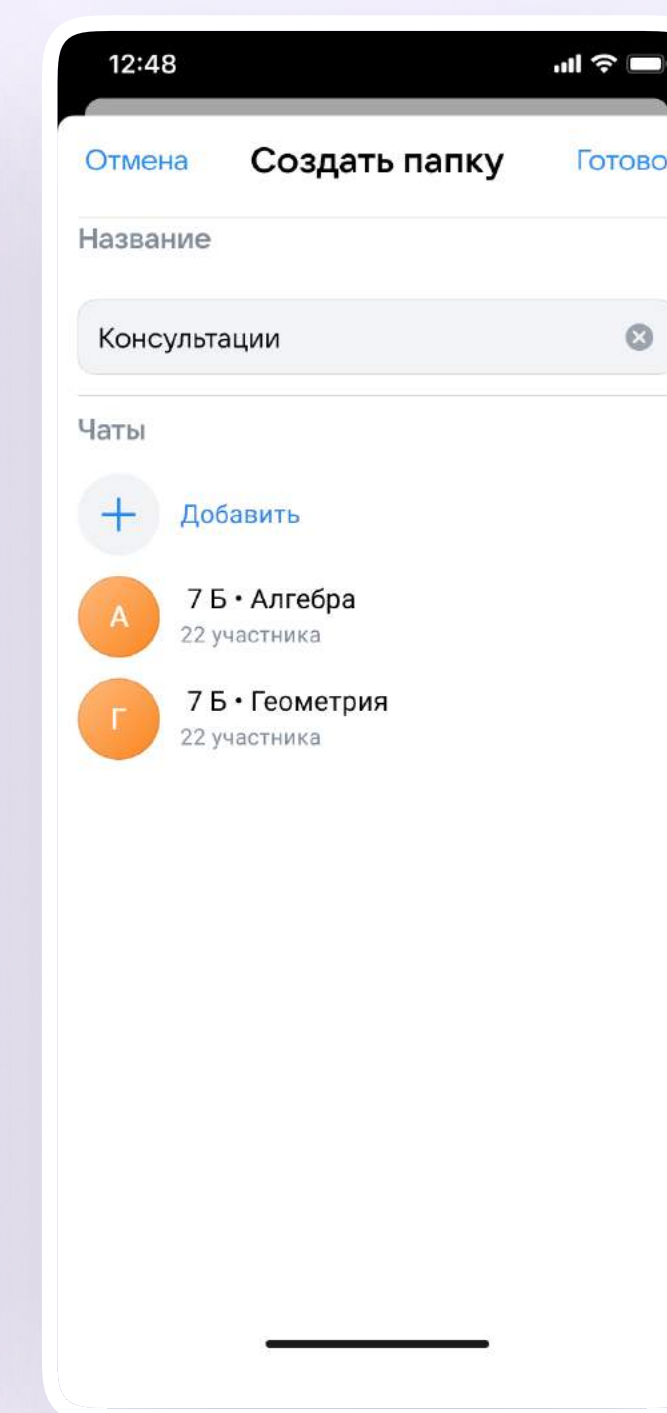 12:48
Отмена Создать папку Готово
Название
Консультации
Чаты
Добавить
А
7 Б • Алгебра
22 участника
Г
7 Б • Геометрия
22 участника